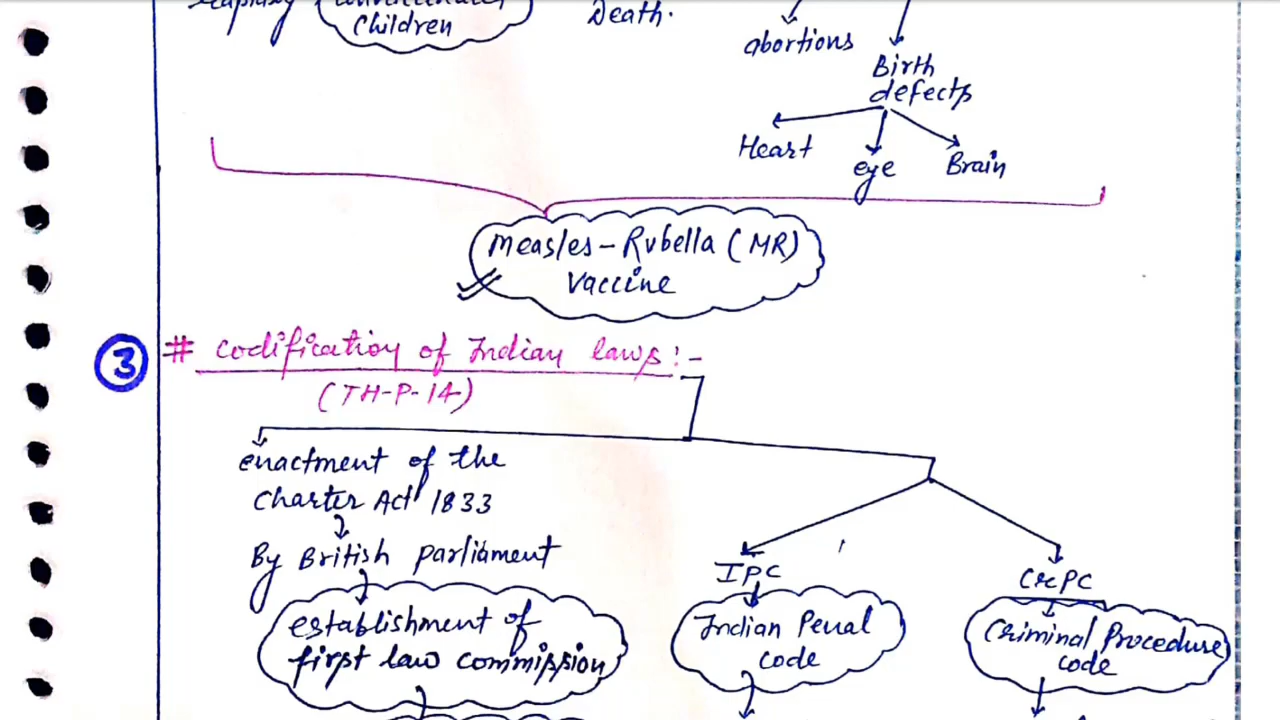 Children
Death.
abortions
Birth
defects
Heart
eye
Brain
Measles-Rubella (MR)
Vaccine
3
# Codification of Indian laws:-
(TH-P-14)
enactment of the
Charter Act 1833
By British parliament
establishment of
first law commission
IPC
Indian Penal
code
CrPC
Criminal Procedure
code